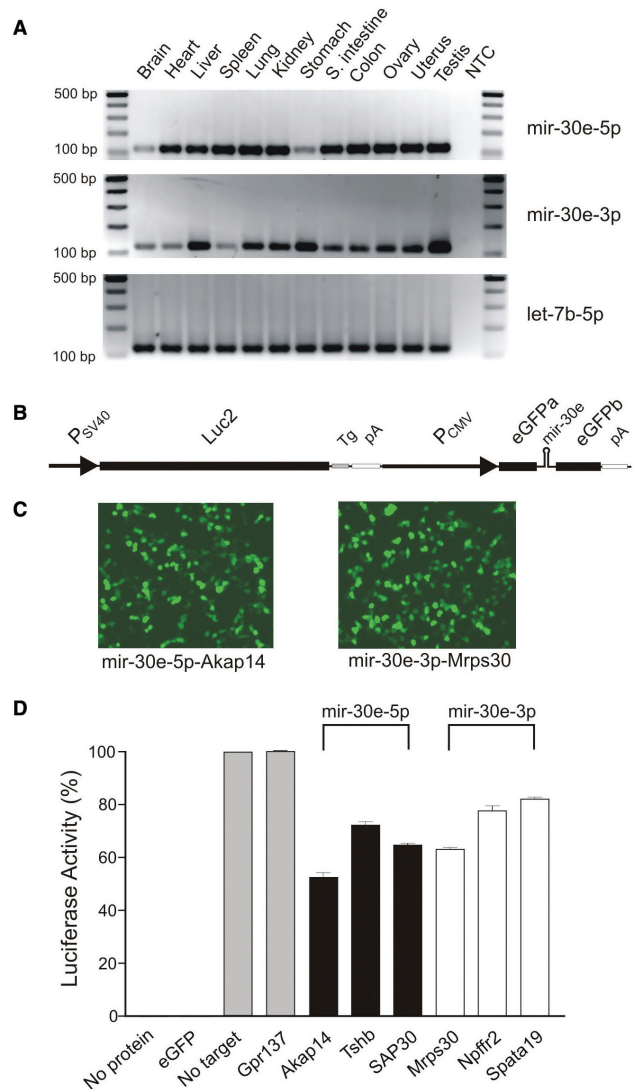 A
Brain Heart Liver Spleen Lung Kidney Stomach S. intestine Colon Ovary Uterus Testis NTC
500 bp
100 bp
mir-30e-5p
500 bp
100 bp
mir-30e-3p
500 bp
100 bp
let-7b-5p
B
PSV40 Luc2 Tg pA PCMV eGFPa mir-30e eGFPb pA
C
mir-30e-5p-Akap14
mir-30e-3p-Mrps30
D
mir-30e-5p mir-30e-3p
Luciferase Activity (%)
100
80
60
40
20
0
No protein eGFP No target Gpr137 Akap14 Tshb SAP30 Mrps30 Npffr2 Spata19